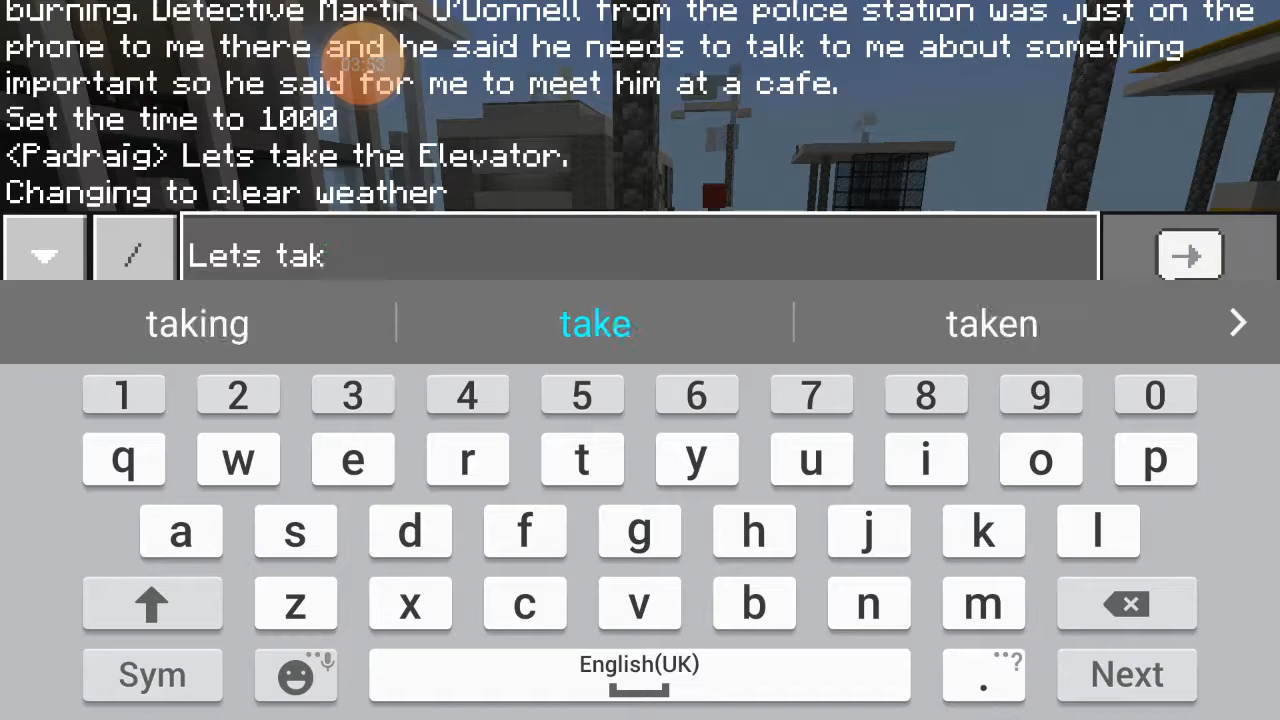 burning. Detective Martin O'Donnell from the police station was just on the
phone to me there and he said he needs to talk to me about something
important so he said for me to meet him at a cafe.
Set the time to 1000
<Padraig> Lets take the Elevator.
Changing to clear weather
/ Lets tak
taking take taken
1 2 3 4 5 6 7 8 9 0
q w e r t y u i o p
a s d f g h j k l
z x c v b n m
Sym English(UK) . ? Next